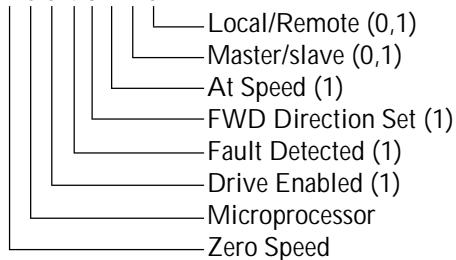 Local/Remote (0,1)
Master/slave (0,1)
At Speed (1)
FWD Direction Set (1)
Fault Detected (1)
Drive Enabled (1)
Microprocessor
Zero Speed